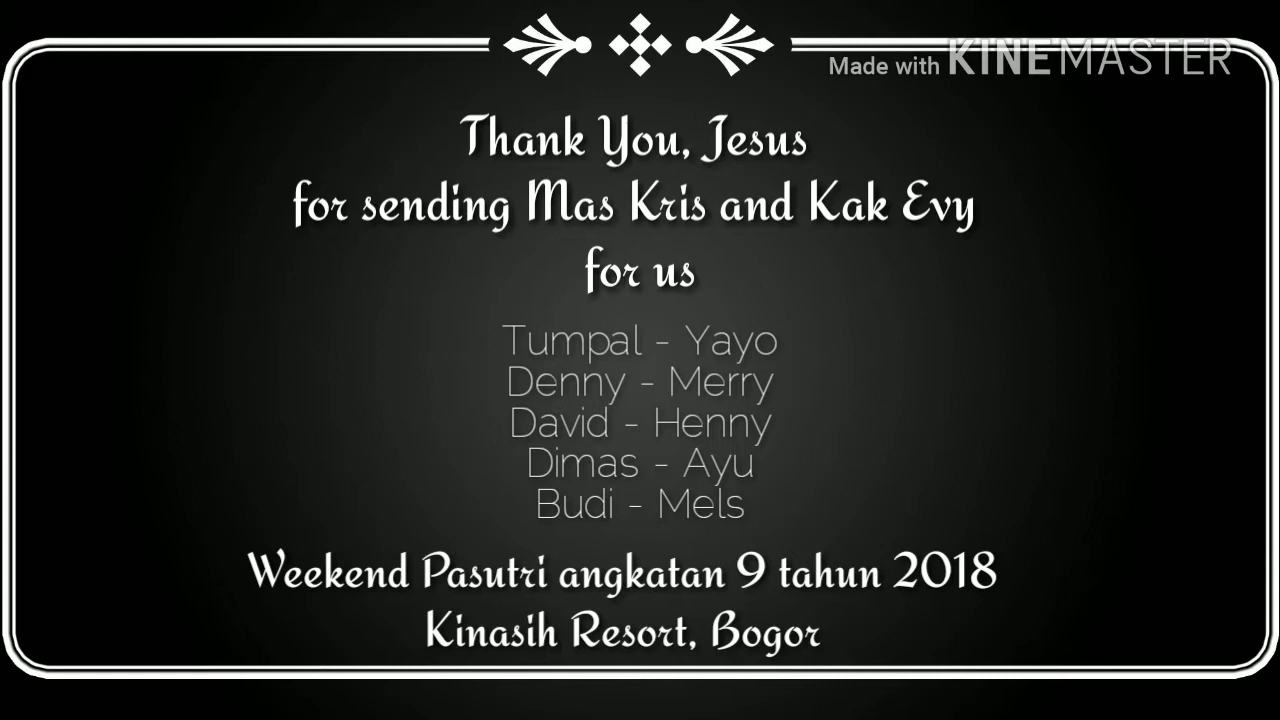 Made with KINEMASTER
Thank You, Jesus
for sending Mas Kris and Kak Evy
for us
Tumpal - Yayo
Denny - Merry
David - Henny
Dimas - Ayu
Budi - Mels
Weekend Pasutri angkatan 9 tahun 2018
Kinasih Resort, Bogor